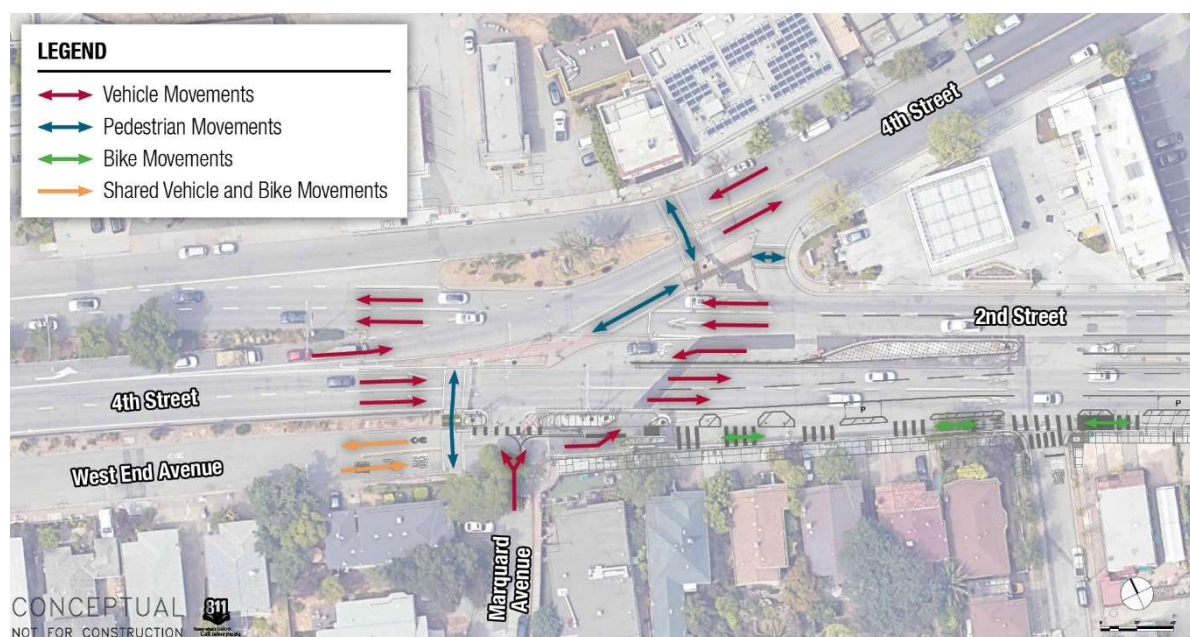 LEGEND
Vehicle Movements
Pedestrian Movements
Bike Movements
Shared Vehicle and Bike Movements
4th Street
2nd Street
4th Street
P
P
West End Avenue
Marquard
Avenue
CONCEPTUAL
NOT FOR CONSTRUCTION
811